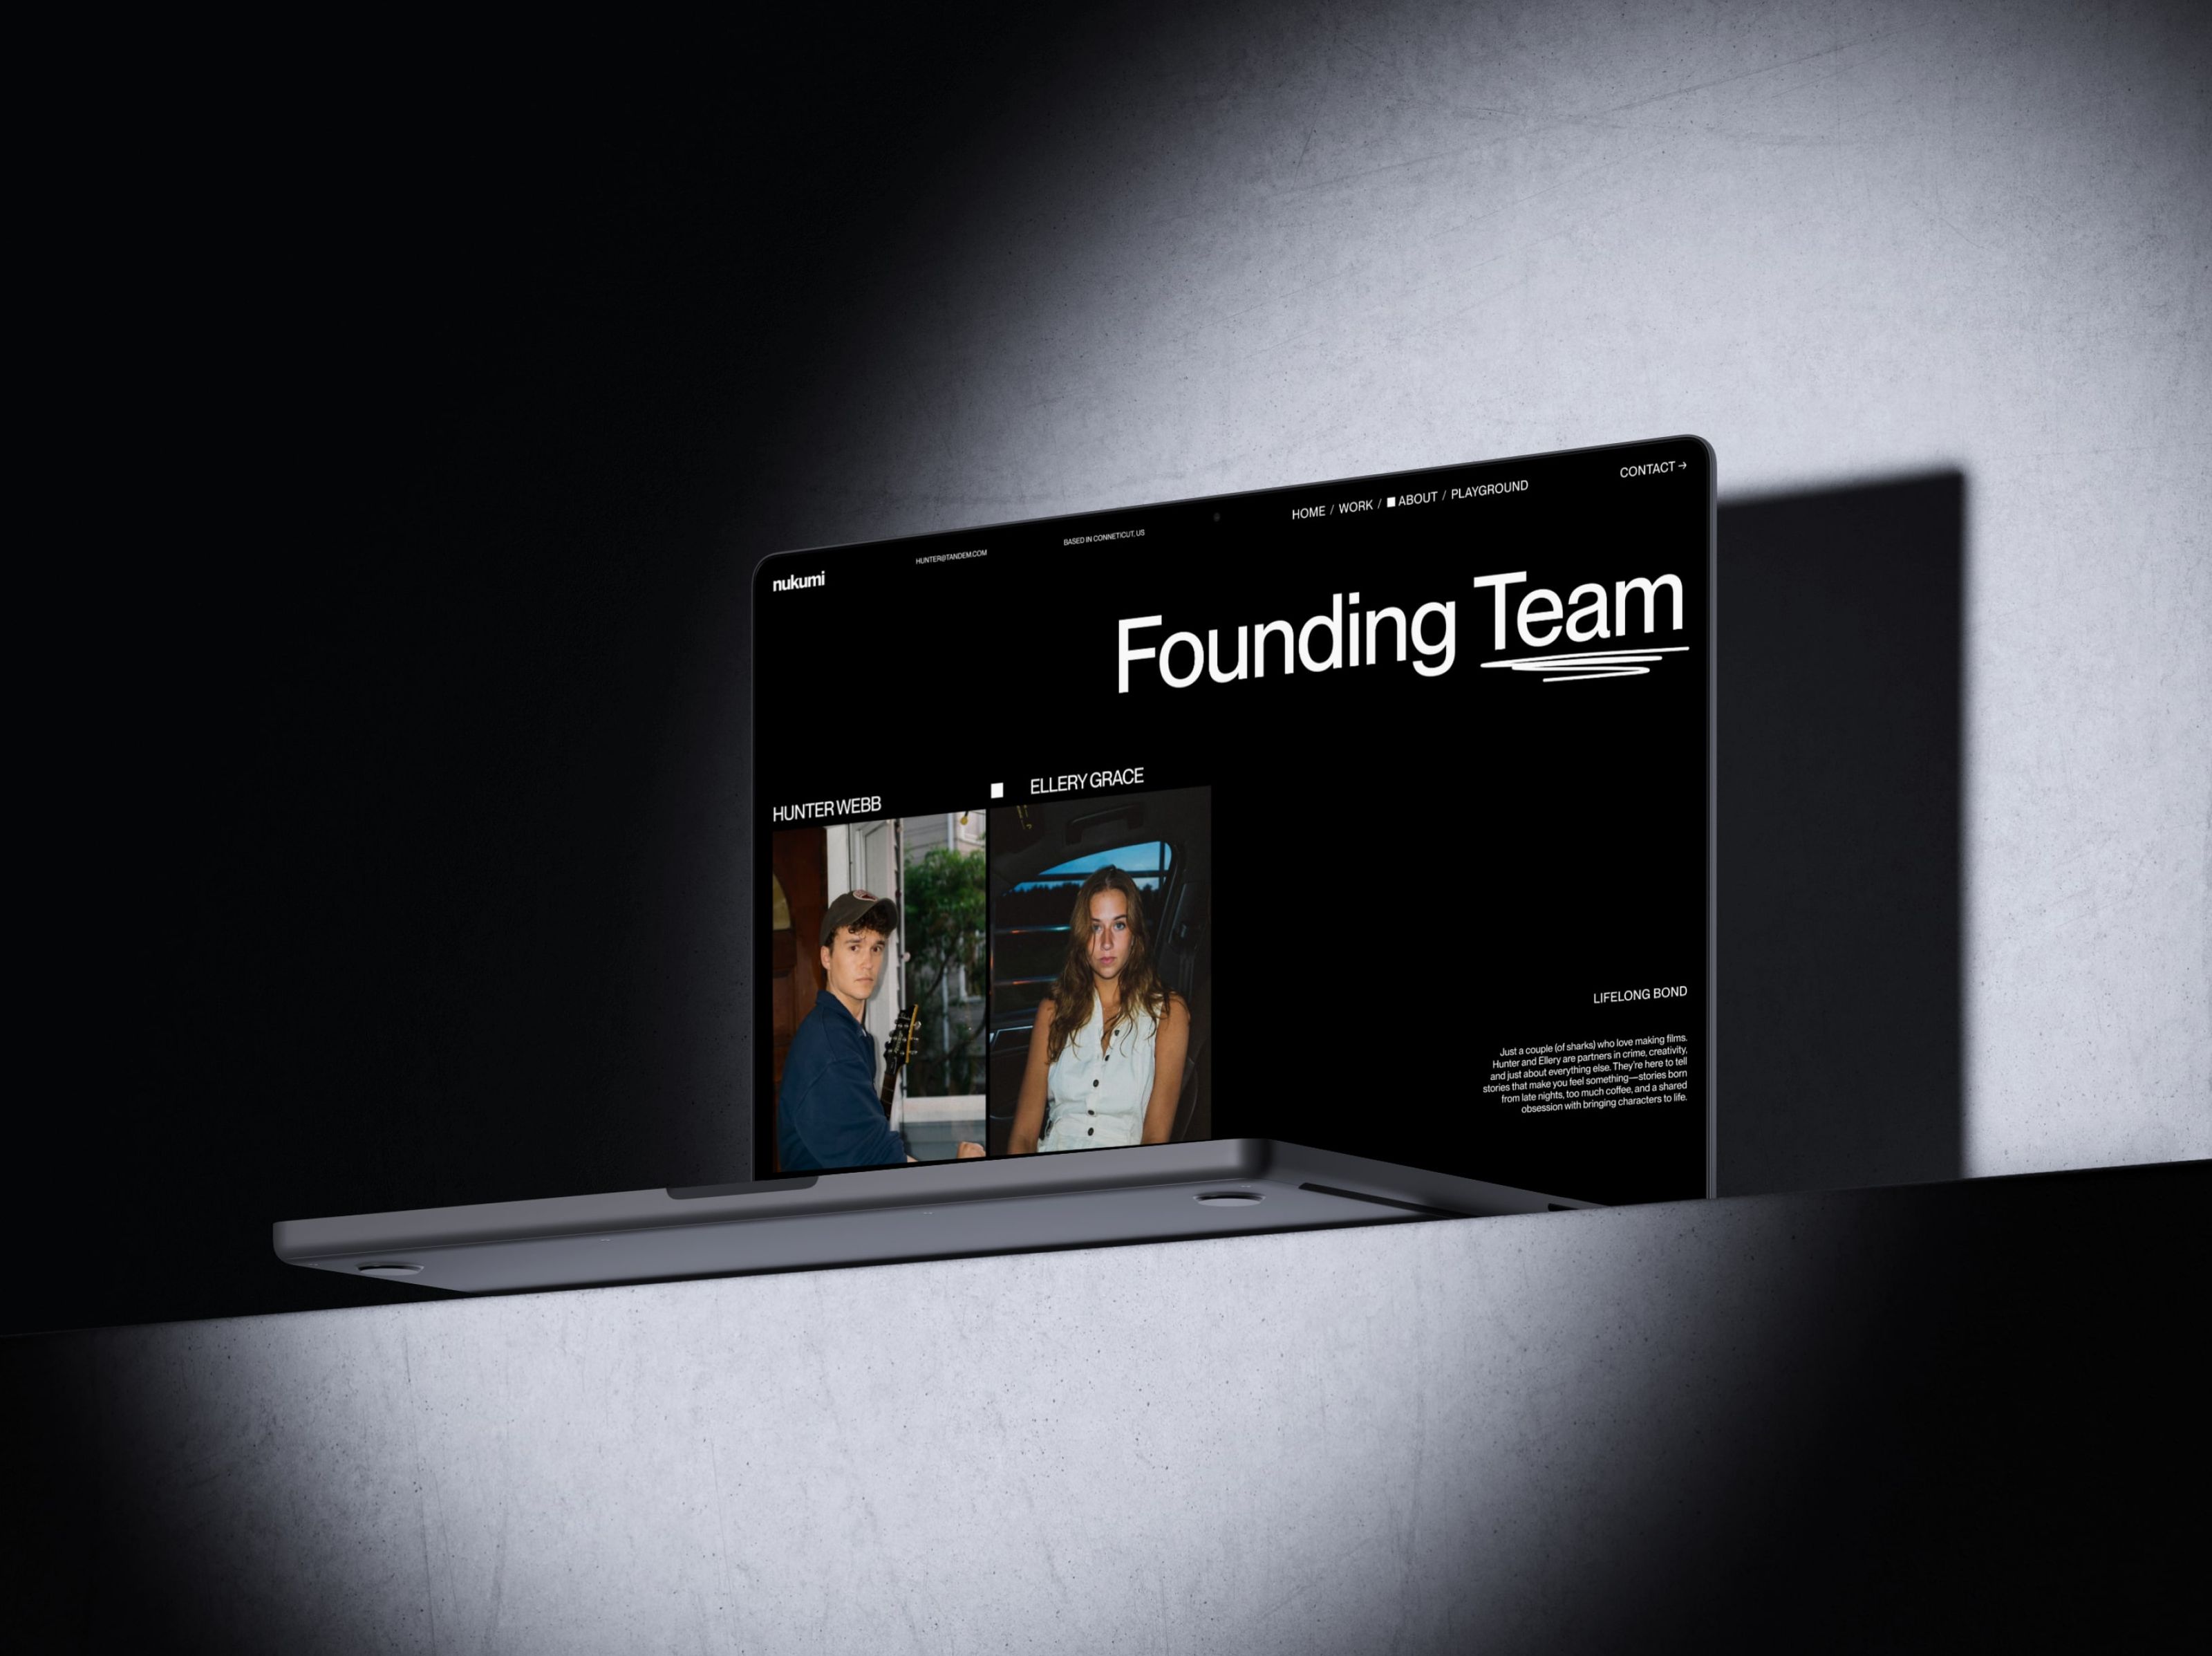 nukumi
HUNTER@TANDEM.COM
BASED IN CONNETICUT, US
HOME / WORK / ABOUT / PLAYGROUND
CONTACT →
Founding Team
HUNTER WEBB
ELLERY GRACE
LIFELONG BOND
Just a couple (of sharks) who love making films.
Hunter and Ellery are partners in crime, creativity,
and just about everything else. They're here to tell
stories that make you feel something—stories born
from late nights, too much coffee, and a shared
obsession with bringing characters to life.